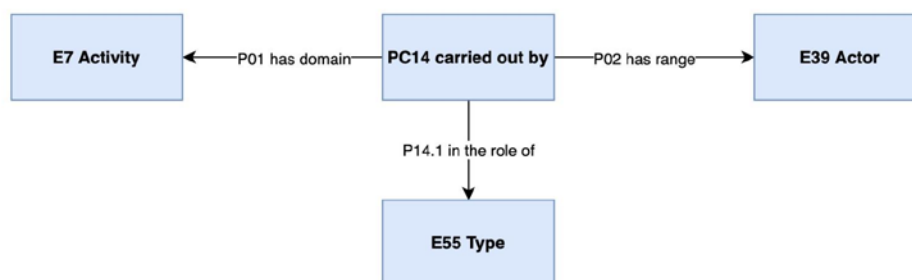 E7 Activity
P01 has domain
PC14 carried out by
P02 has range
E39 Actor
P14.1 in the role of
E55 Type